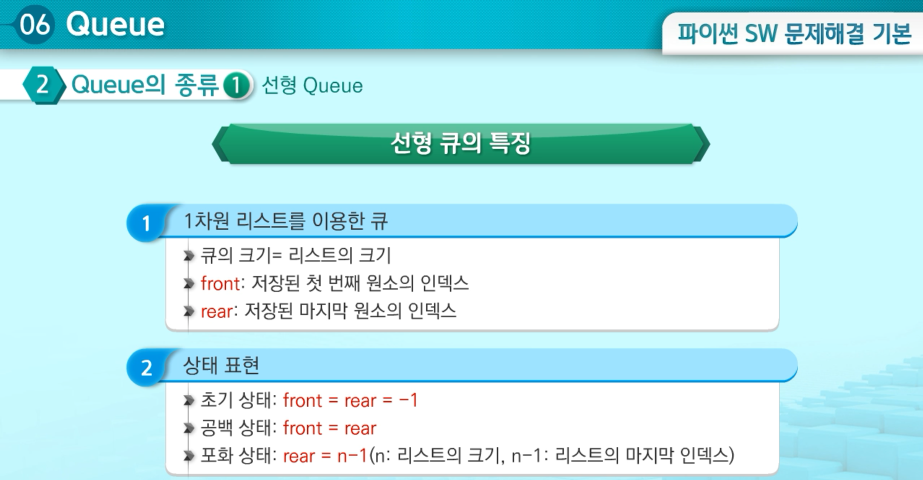 06 Queue
파이썬 SW 문제해결 기본
2 Queue의 종류 1 선형 Queue
선형 큐의 특징
1 1차원 리스트를 이용한 큐
큐의 크기= 리스트의 크기
front: 저장된 첫 번째 원소의 인덱스
rear: 저장된 마지막 원소의 인덱스
2 상태 표현
초기 상태: front = rear = -1
공백 상태: front = rear
포화 상태: rear = n-1(n: 리스트의 크기, n-1: 리스트의 마지막 인덱스)